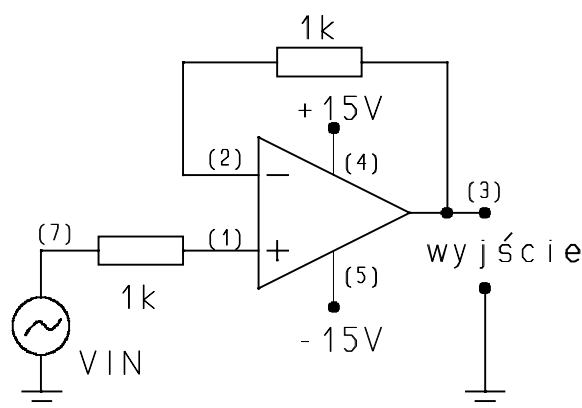 1k
+15V
(2)
(4)
(3)
(7)
(1)
wyjście
(5)
1k
-15V
VIN